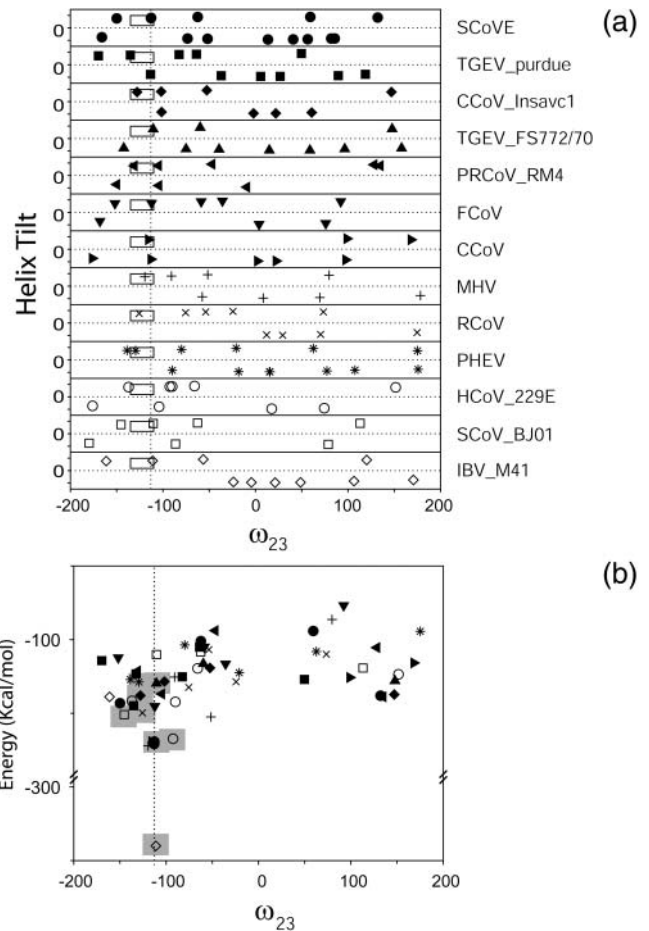 (a)
Helix Tilt
0 SCoVE
0 TGEV_purdue
0 CCoV_Insavc1
0 TGEV_FS772/70
0 PRCoV_RM4
0 FCoV
0 CCoV
0 MHV
0 RCoV
0 PHEV
0 HCoV_229E
0 SCoV_BJ01
0 IBV_M41
-200 -100 0 100 200
ω23
(b)
Energy (Kcal/mol)
-100
-300
-200 -100 0 100 200
ω23